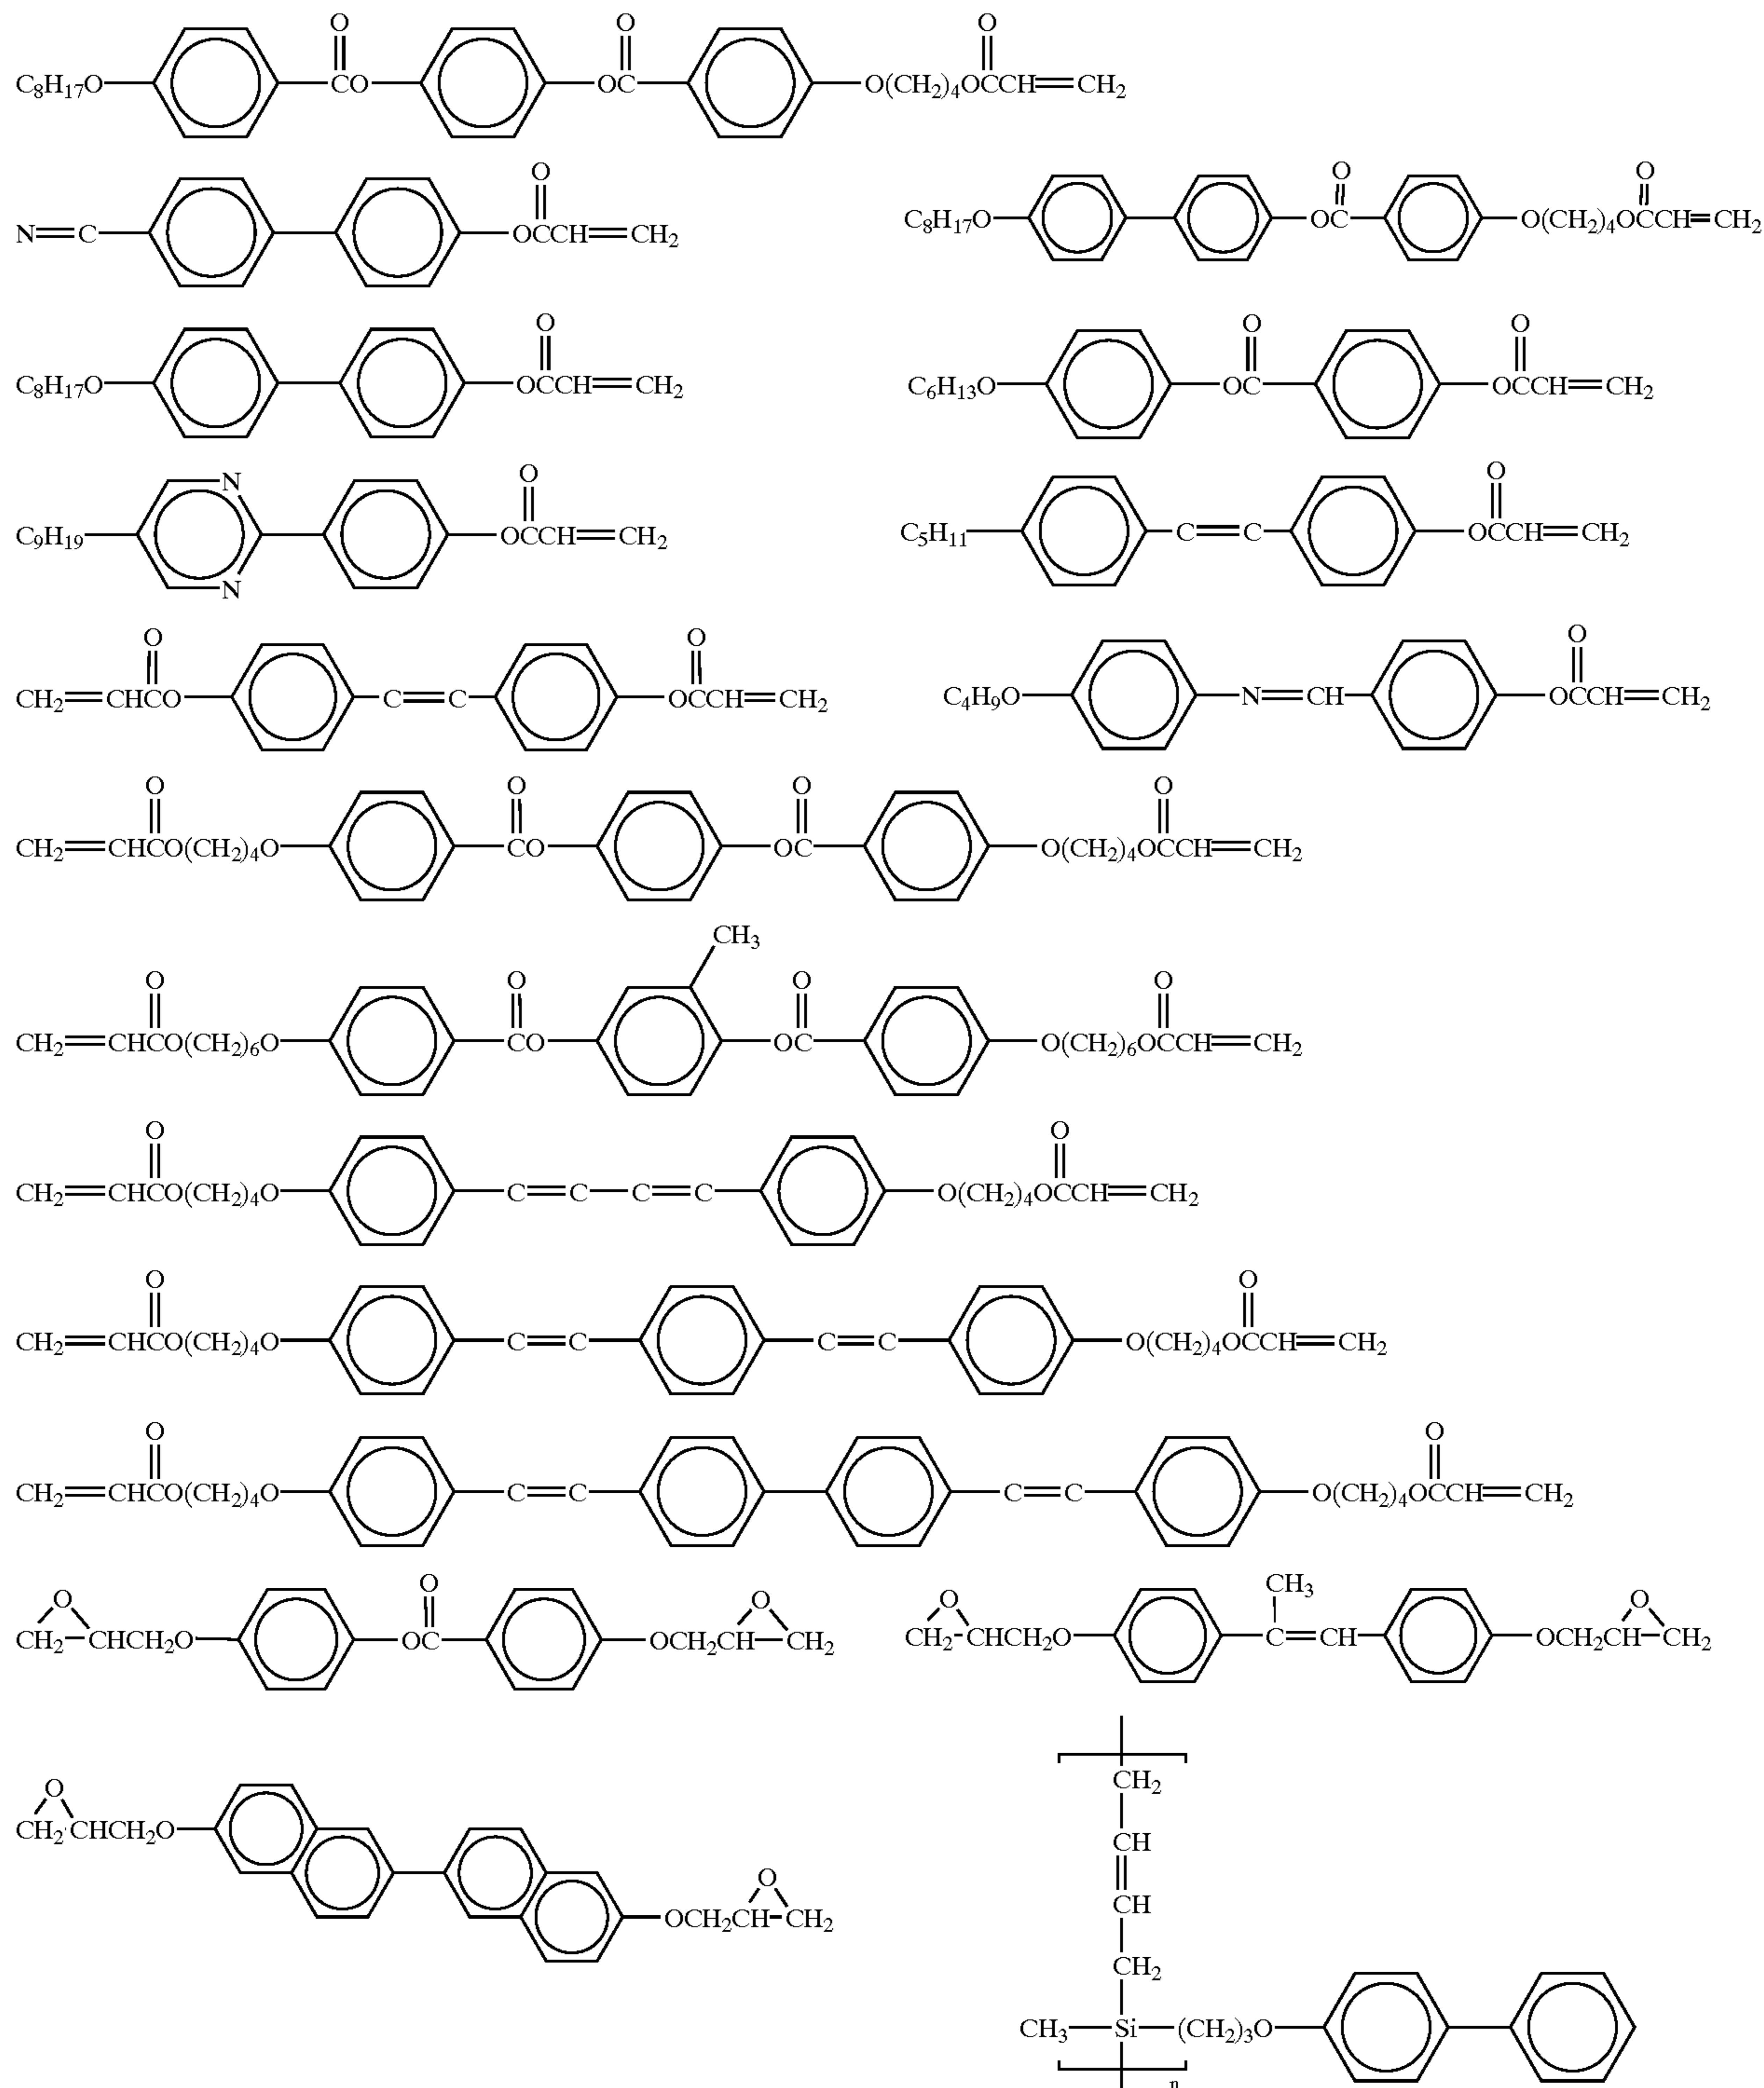 O O O
C8H17O CO OC O(CH2)4OCCH CH2
O O O
N C OCCH CH2 C8H17O OC O(CH2)4OCCH CH2
O O O
C8H17O OCCH CH2 C6H13O OC OCCH CH2
N O O
C9H19 OCCH CH2 C5H11 C C OCCH CH2
N
O O O
CH2 CHCO C C OCCH CH2 C4H9O N CH OCCH CH2
O O O O
CH2 CHCO(CH2)4O CO OC O(CH2)4OCCH CH2
CH3
O O O O
CH2 CHCO(CH2)6O CO OC O(CH2)6OCCH CH2
O O
CH2 CHCO(CH2)4O C C C C O(CH2)4OCCH CH2
O O
CH2 CHCO(CH2)4O C C C C O(CH2)4OCCH CH2
O O
CH2 CHCO(CH2)4O C C C C O(CH2)4OCCH CH2
O O O O CH3 O
CH2 CHCH2O OC OCH2CH CH2 CH2 CHCH2O C CH OCH2CH CH2
CH2
O
CH2 CHCH2O
CH
O
CH
OCH2CH CH2
CH2
CH3 Si (CH2)3O
n